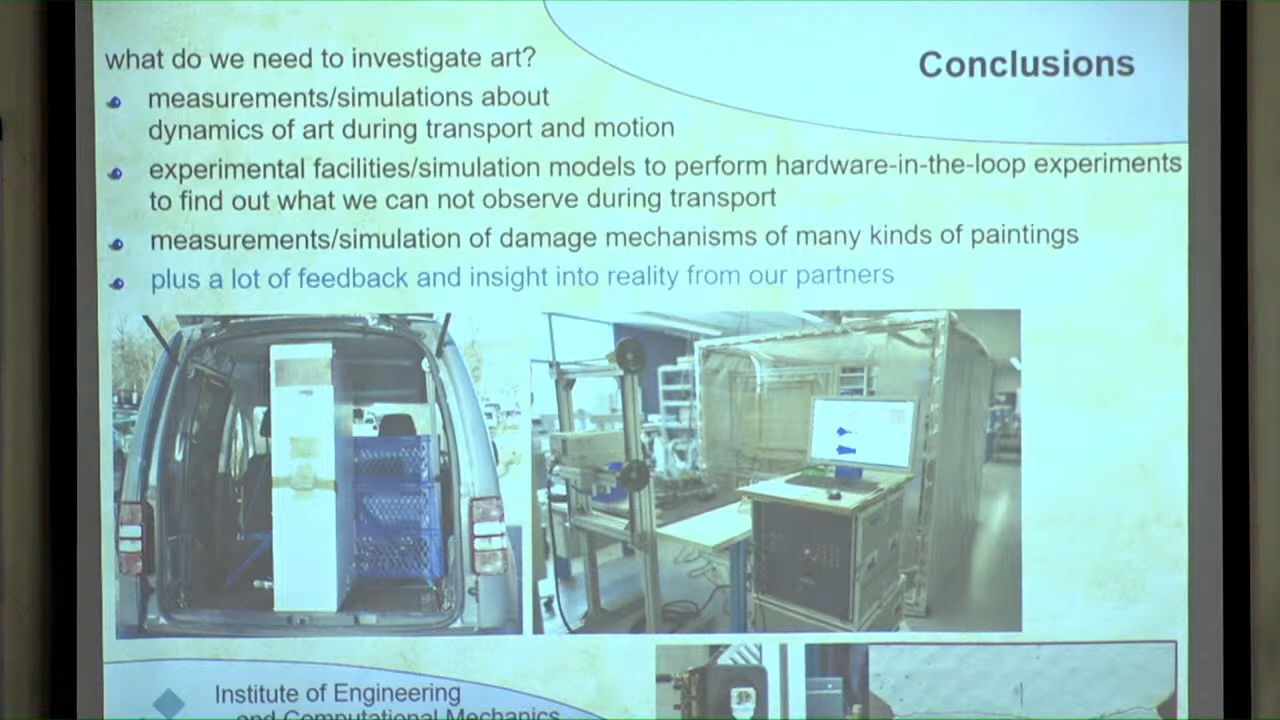 Conclusions
what do we need to investigate art?
measurements/simulations about
dynamics of art during transport and motion
experimental facilities/simulation models to perform hardware-in-the-loop experiments
to find out what we can not observe during transport
measurements/simulation of damage mechanisms of many kinds of paintings
plus a lot of feedback and insight into reality from our partners
Institute of Engineering
and Computational Mechanics